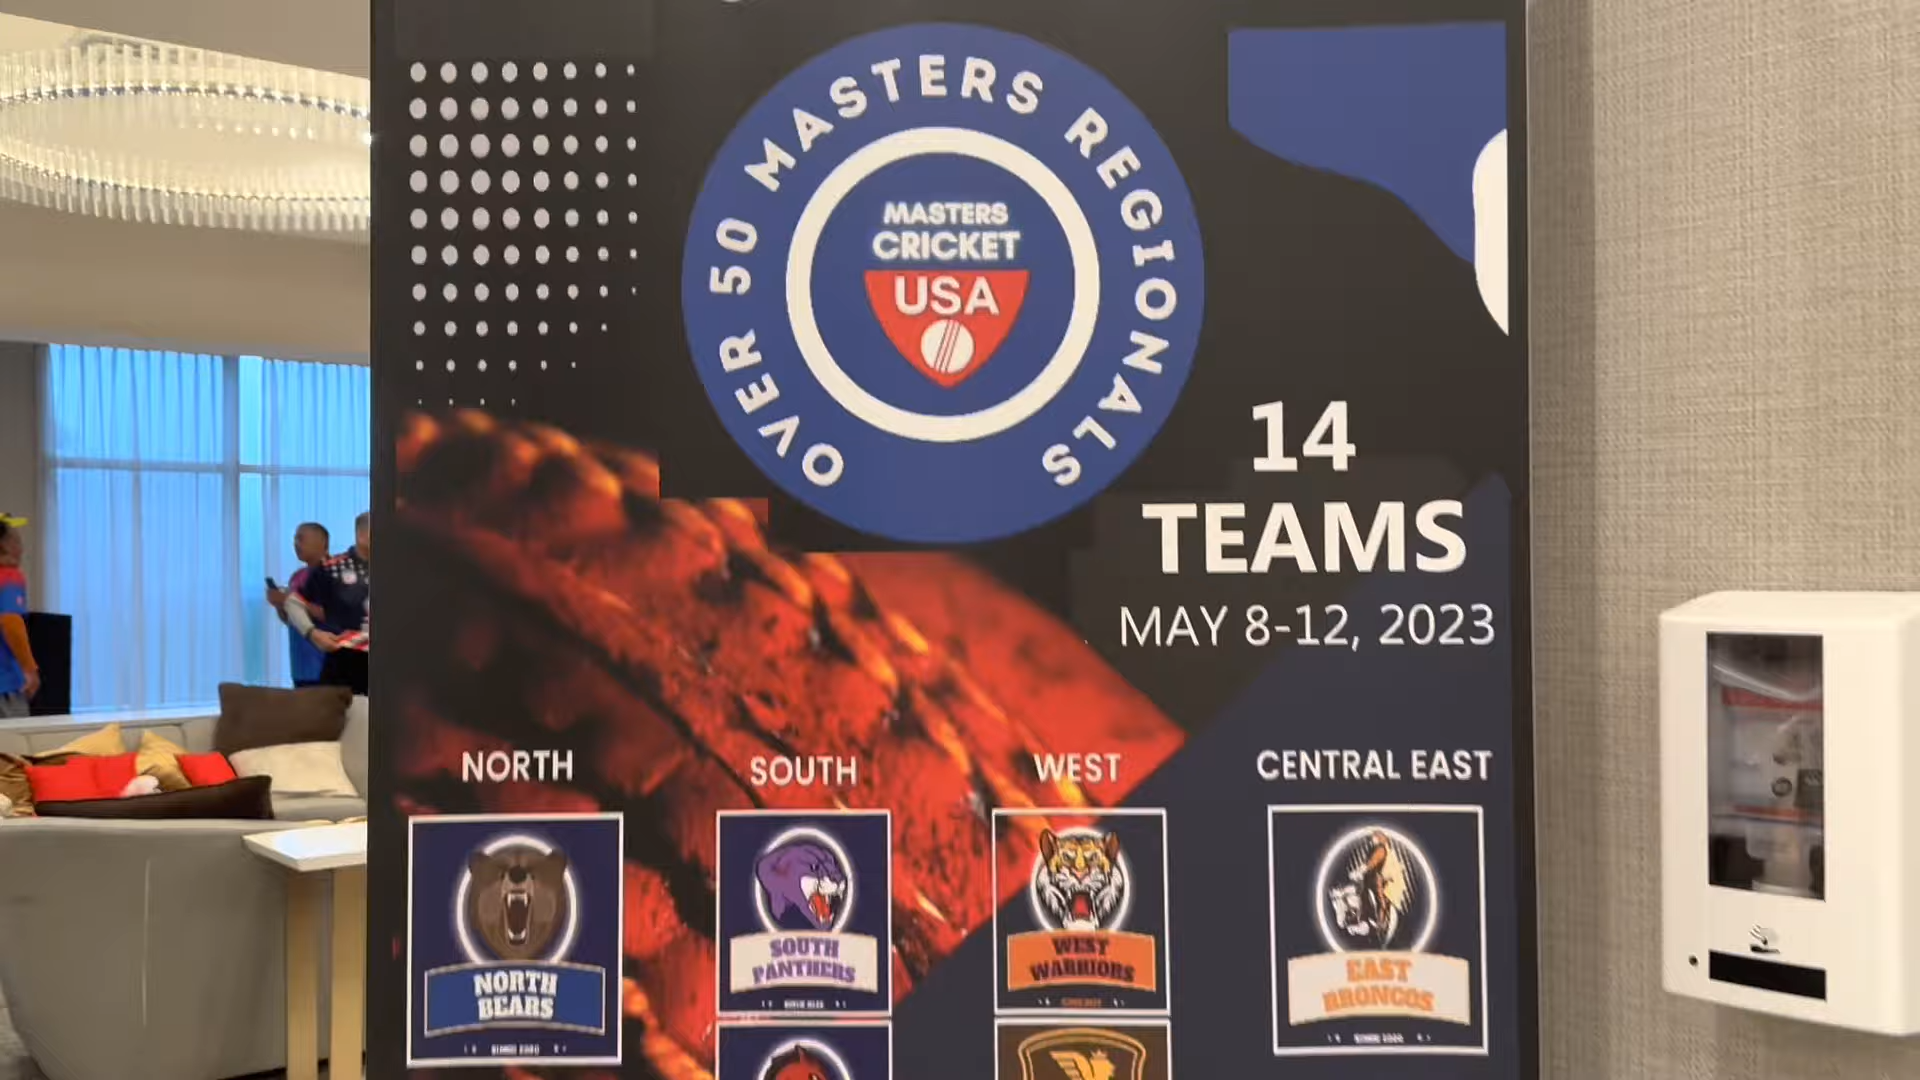 OVER 50 MASTERS REGIONALS
MASTERS
CRICKET
USA
14
TEAMS
MAY 8-12, 2023
NORTH
SOUTH
WEST
CENTRAL EAST
NORTH
BEARS
SOUTH
PANTHERS
WEST
WARRIORS
EAST
BRONCOS